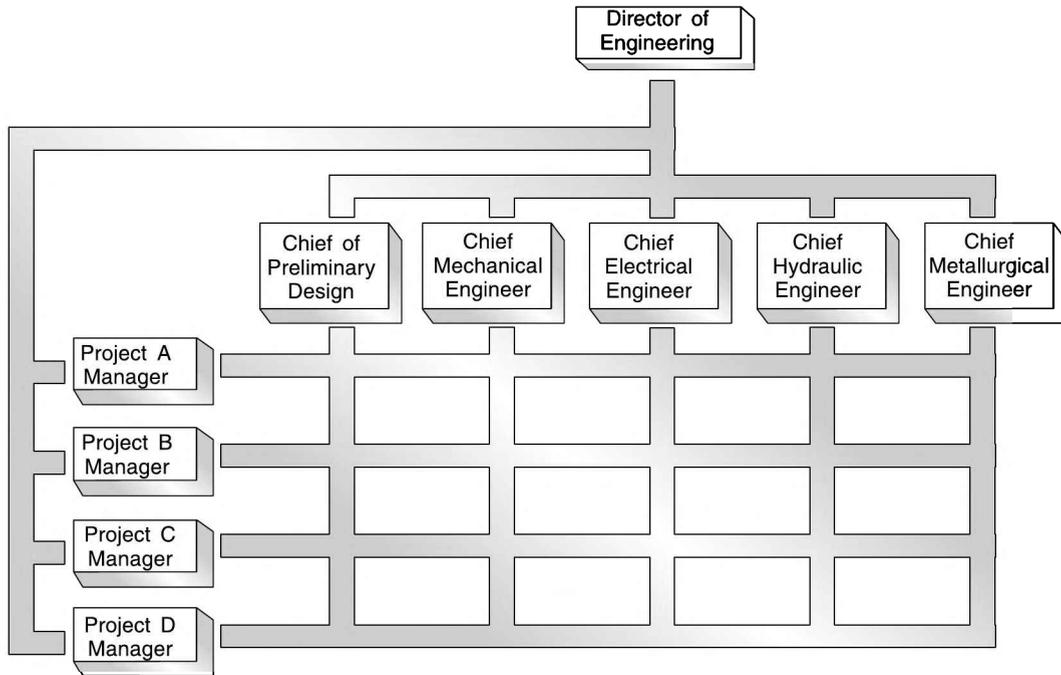 Director of
Engineering
Chief of
Preliminary
Design
Chief
Mechanical
Engineer
Chief
Electrical
Engineer
Chief
Hydraulic
Engineer
Chief
Metallurgical
Engineer
Project A
Manager
Project B
Manager
Project C
Manager
Project D
Manager